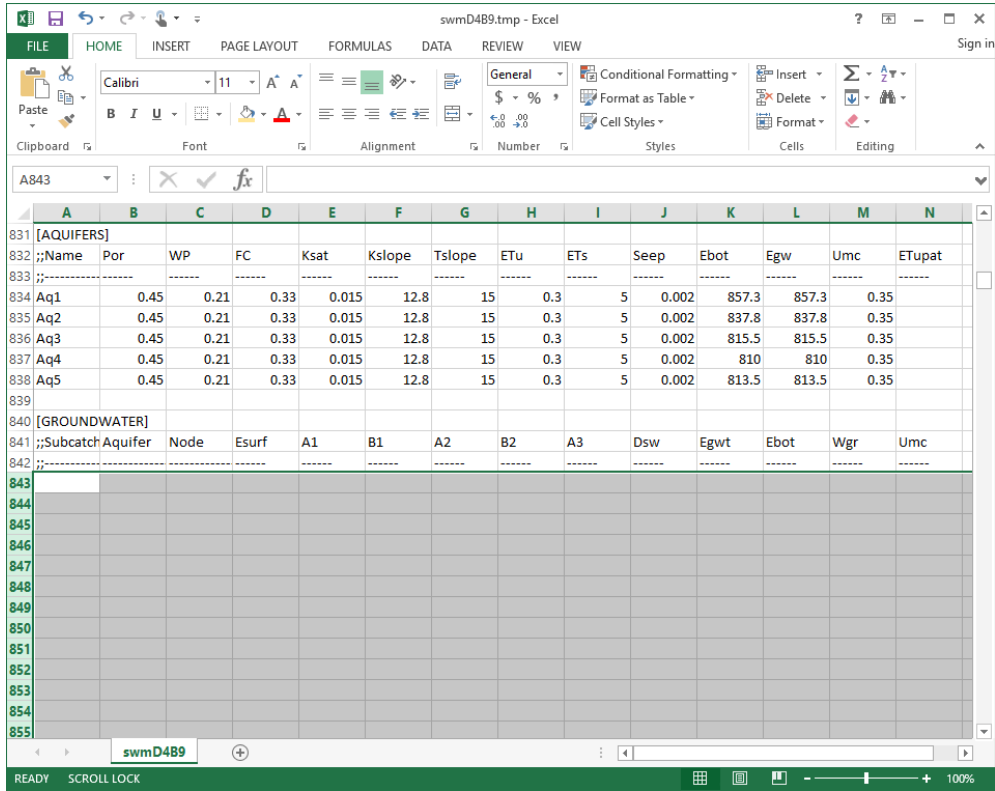 swmD4B9.tmp - Excel
FILE HOME INSERT PAGE LAYOUT FORMULAS DATA REVIEW VIEW Sign in
Paste
Calibri 11 A A General Conditional Formatting Insert
B I U A $ % , Format as Table Delete
Cell Styles Format
Clipboard Font Alignment Number Styles Cells Editing
A843 fx
A B C D E F G H I J K L M N
831 [AQUIFERS]
832 ;;Name Por WP FC Ksat Kslope Tslope ETu ETs Seep Ebot Egw Umc ETupat
833 ;;----------- ------ ------ ------ ------ ------ ------ ------ ------ ------ ------ ------ ------ ------
834 Aq1 0.45 0.21 0.33 0.015 12.8 15 0.3 5 0.002 857.3 857.3 0.35
835 Aq2 0.45 0.21 0.33 0.015 12.8 15 0.3 5 0.002 837.8 837.8 0.35
836 Aq3 0.45 0.21 0.33 0.015 12.8 15 0.3 5 0.002 815.5 815.5 0.35
837 Aq4 0.45 0.21 0.33 0.015 12.8 15 0.3 5 0.002 810 810 0.35
838 Aq5 0.45 0.21 0.33 0.015 12.8 15 0.3 5 0.002 813.5 813.5 0.35
839
840 [GROUNDWATER]
841 ;;Subcatch Aquifer Node Esurf A1 B1 A2 B2 A3 Dsw Egwt Ebot Wgr Umc
842 ;;----------- ------------ ------------ ------ ------ ------ ------ ------ ------ ------ ------ ------ ------ ------
843
844
845
846
847
848
849
850
851
852
853
854
855
swmD4B9
READY SCROLL LOCK 100%